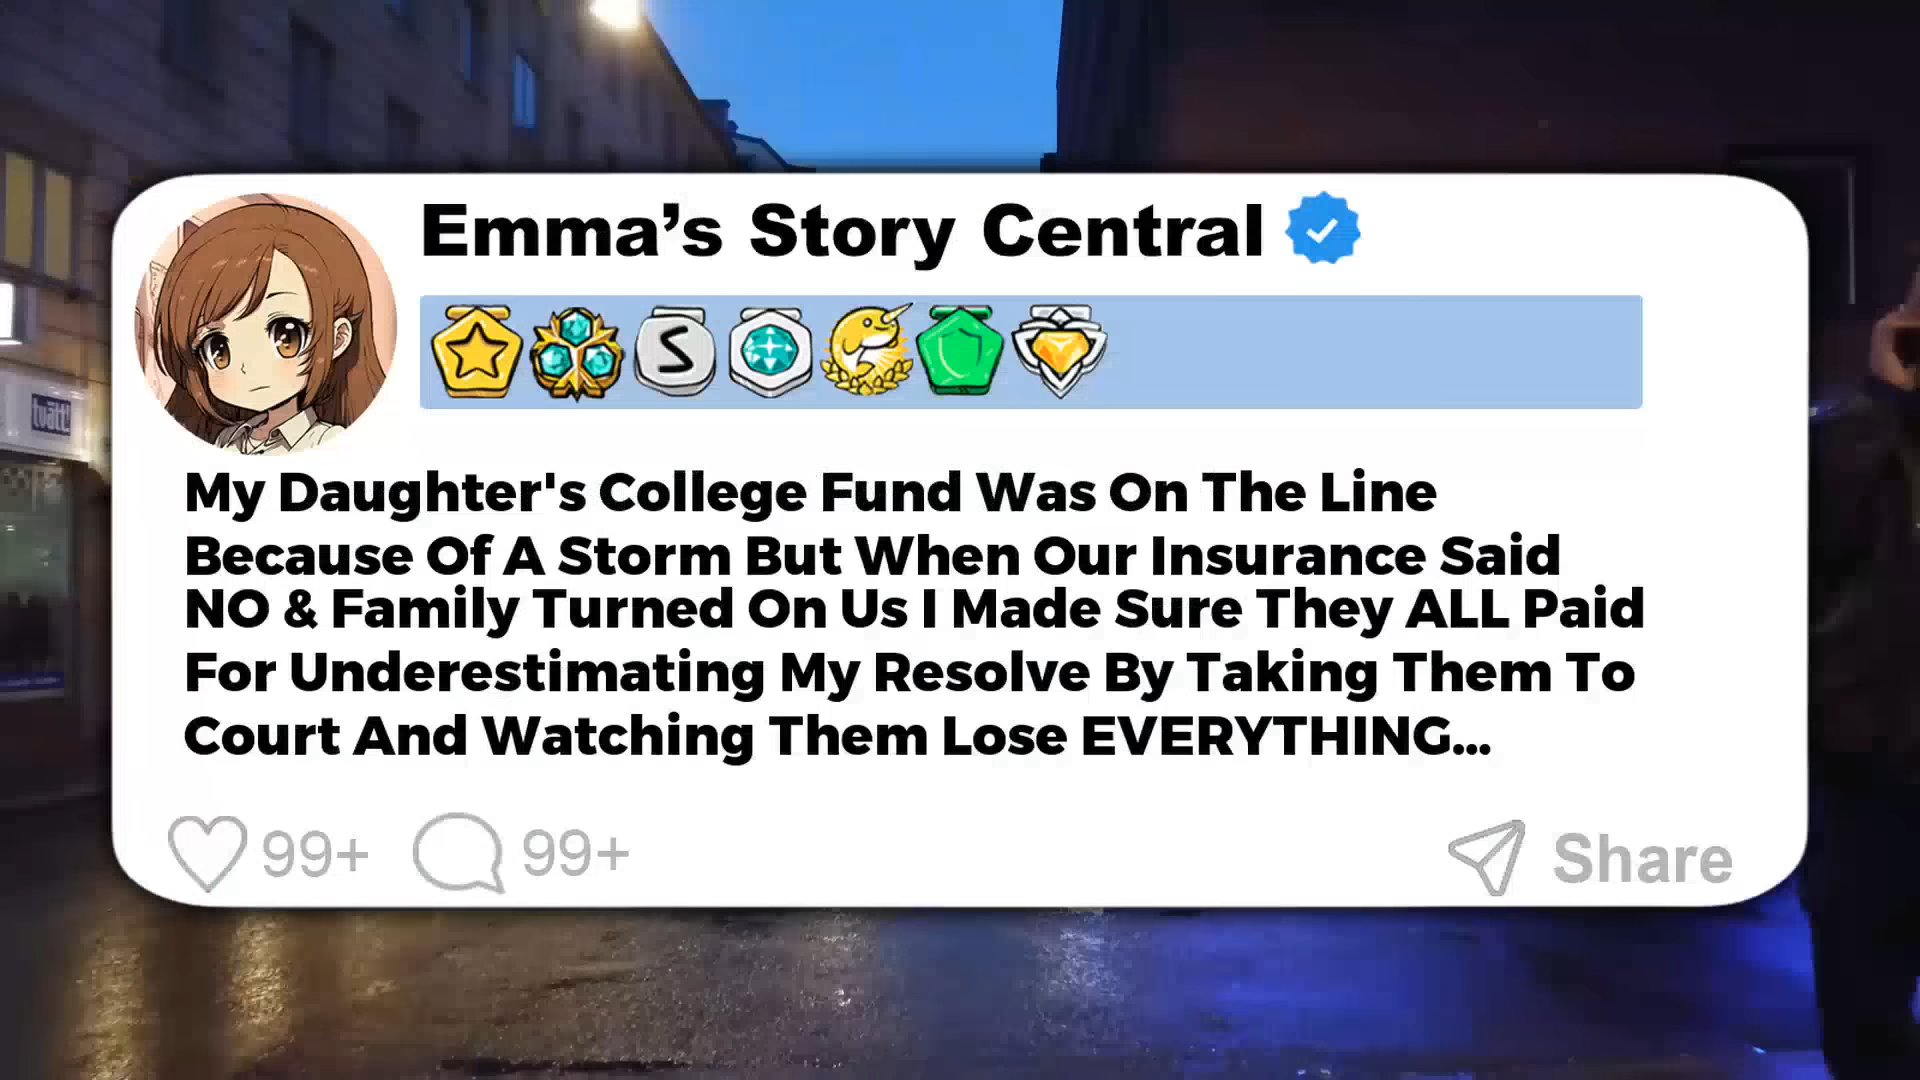 Emma’s Story Central
S
My Daughter's College Fund Was On The Line
Because Of A Storm But When Our Insurance Said
NO & Family Turned On Us I Made Sure They ALL Paid
For Underestimating My Resolve By Taking Them To
Court And Watching Them Lose EVERYTHING...
99+ 99+ Share
tvätt!